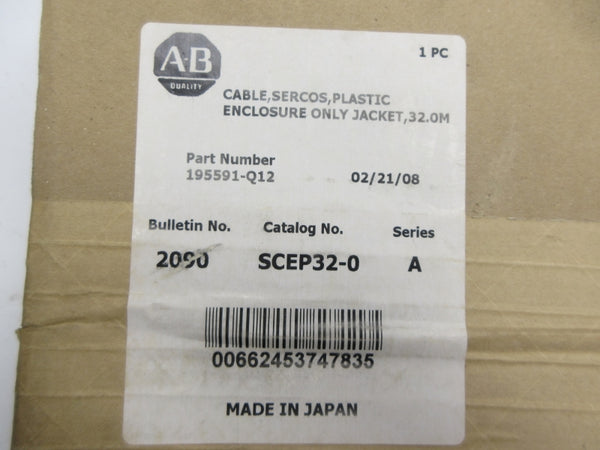 AB
QUALITY
1 PC
CABLE,SERCOS,PLASTIC
ENCLOSURE ONLY JACKET,32.0M
Part Number
195591-Q12 02/21/08
Bulletin No. Catalog No. Series
2090 SCEP32-0 A
00662453747835
MADE IN JAPAN